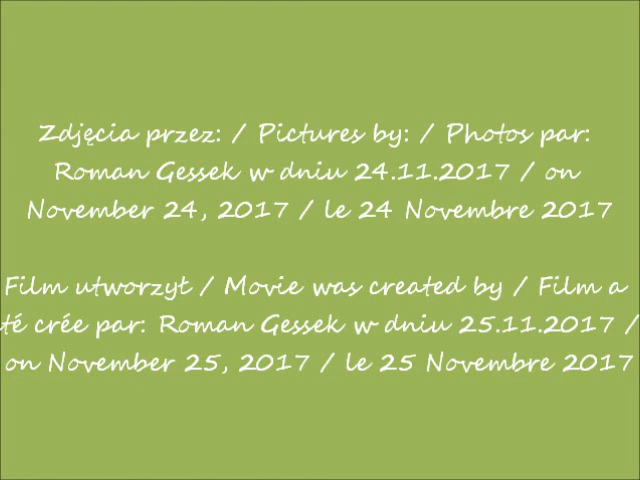 Zdjęcia przez: / Pictures by: / Photos par:
Roman Gessek w dniu 24.11.2017 / on
November 24, 2017 / le 24 Novembre 2017
Film utworzył / Movie was created by / Film a
té crée par: Roman Gessek w dniu 25.11.2017 /
on November 25, 2017 / le 25 Novembre 2017